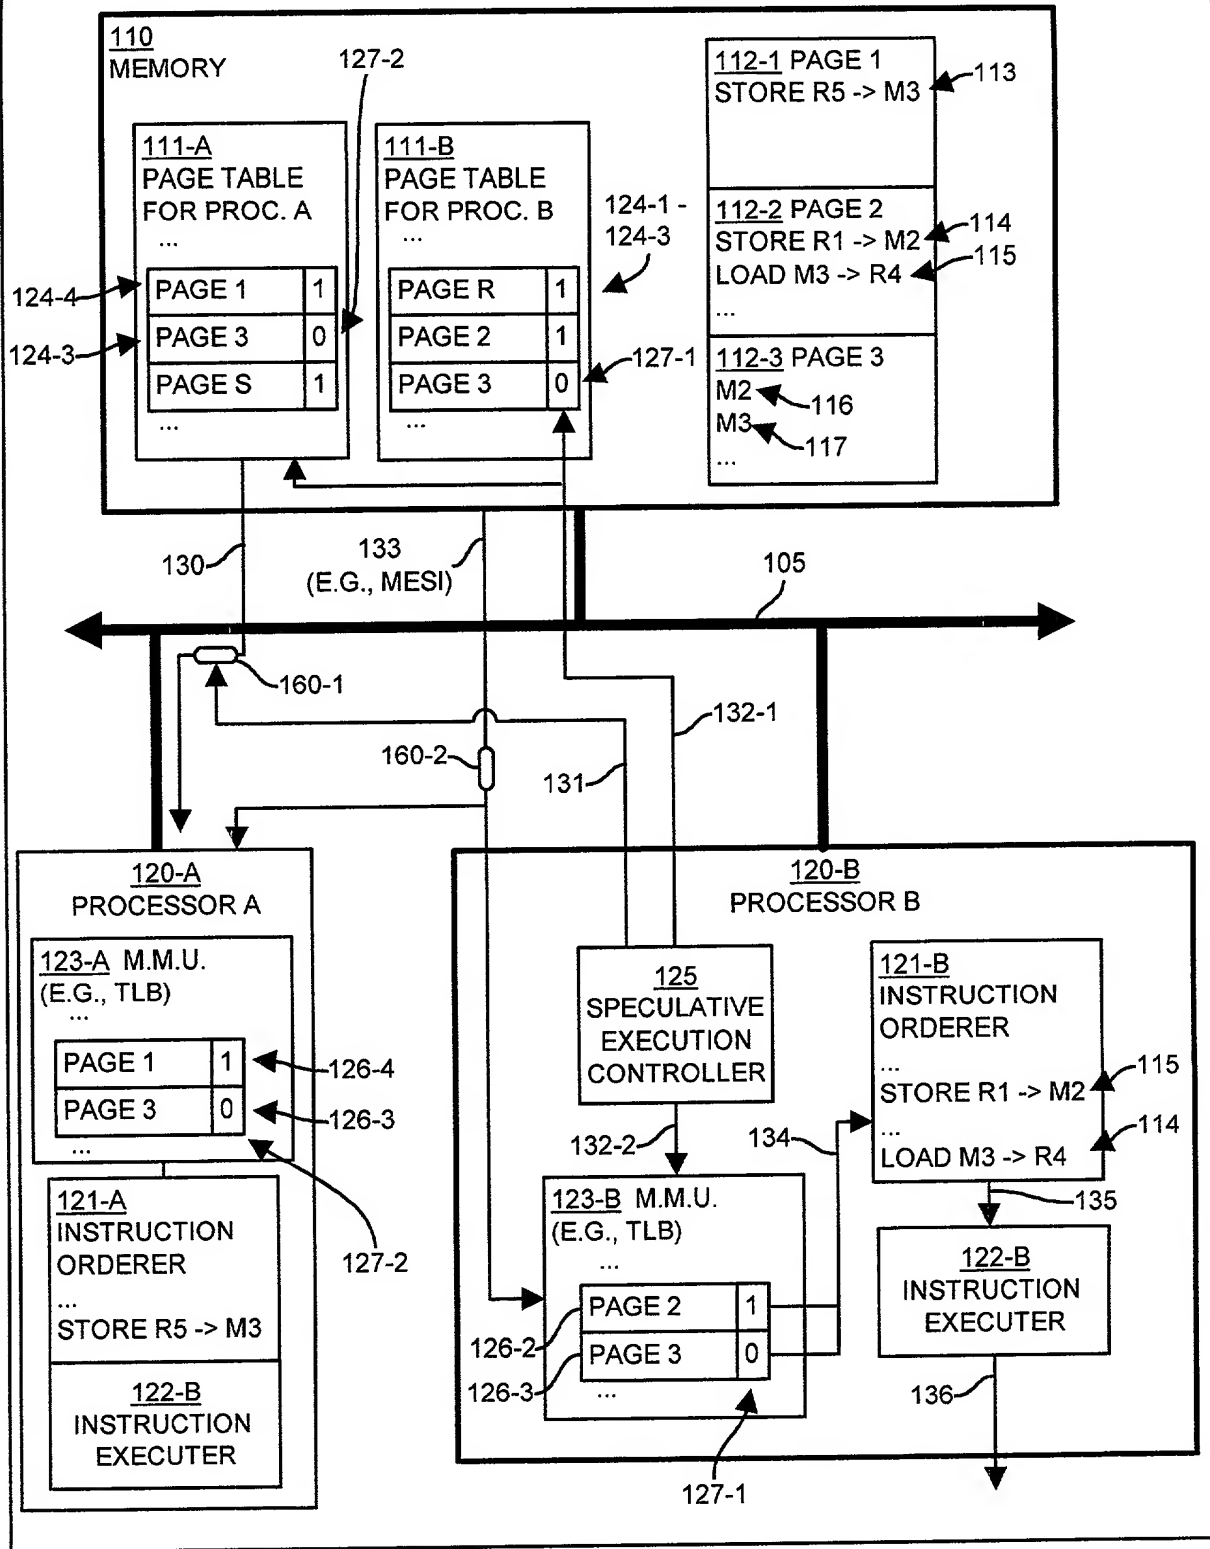 110
MEMORY
127-2
112-1 PAGE 1
STORE R5 -> M3
113
111-A
PAGE TABLE
FOR PROC. A
...
PAGE 1 1
PAGE 3 0
PAGE S 1
...
124-4
124-3
111-B
PAGE TABLE
FOR PROC. B
...
PAGE R 1
PAGE 2 1
PAGE 3 0
...
124-1 -
124-3
127-1
112-2 PAGE 2
STORE R1 -> M2
LOAD M3 -> R4
...
114
115
112-3 PAGE 3
M2
M3
...
116
117
130
133
(E.G., MESI)
105
160-1
132-1
160-2
131
120-A
PROCESSOR A
123-A M.M.U.
(E.G., TLB)
...
PAGE 1 1
PAGE 3 0
...
126-4
126-3
127-2
121-A
INSTRUCTION
ORDERER
...
STORE R5 -> M3
122-B
INSTRUCTION
EXECUTER
120-B
PROCESSOR B
125
SPECULATIVE
EXECUTION
CONTROLLER
132-2
134
121-B
INSTRUCTION
ORDERER
...
STORE R1 -> M2
...
LOAD M3 -> R4
115
114
135
123-B M.M.U.
(E.G., TLB)
...
PAGE 2 1
PAGE 3 0
...
126-2
126-3
127-1
122-B
INSTRUCTION
EXECUTER
136